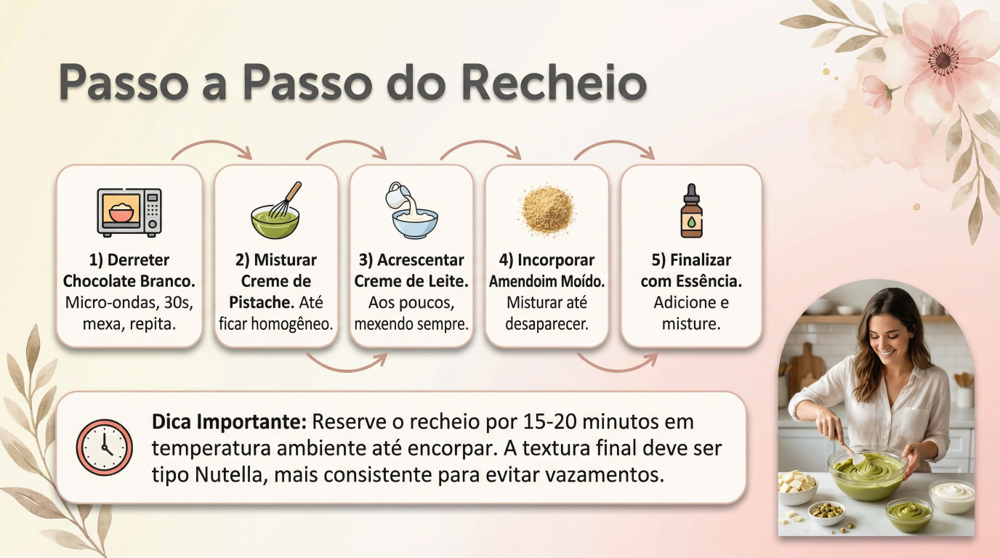 Passo a Passo do Recheio
1) Derreter
Chocolate Branco.
Micro-ondas, 30s,
mexa, repita.
2) Misturar
Creme de
Pistache. Até
ficar homogêneo.
3) Acrescentar
Creme de Leite.
Aos poucos,
mexendo sempre.
4) Incorporar
Amendoim Moído.
Misturar até
desaparecer.
5) Finalizar
com Essência.
Adicione e
misture.
Dica Importante: Reserve o recheio por 15-20 minutos em
temperatura ambiente até encorpar. A textura final deve ser
tipo Nutella, mais consistente para evitar vazamentos.